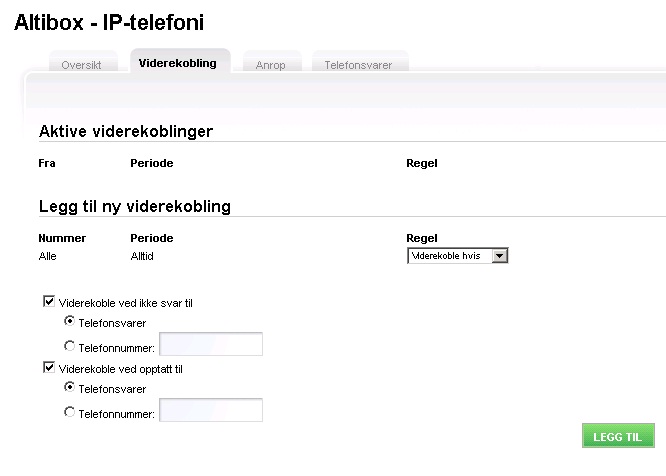 Altibox - IP-telefoni
Oversikt Viderekobling Anrop Telefonsvarer
Aktive viderekoblinger
Fra Periode Regel
Legg til ny viderekobling
Nummer Periode Regel
Alle Alltid Viderekoble hvis
Viderekoble ved ikke svar til
Telefonsvarer
Telefonnummer:
Viderekoble ved opptatt til
Telefonsvarer
Telefonnummer:
LEGG TIL